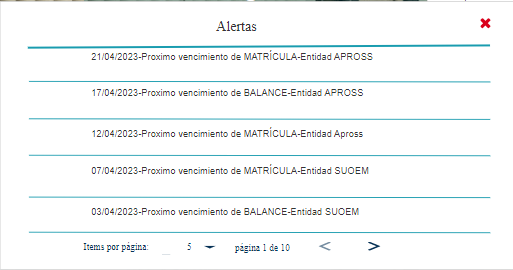 Alertas
21/04/2023-Proximo vencimiento de MATRÍCULA-Entidad APROSS
17/04/2023-Proximo vencimiento de BALANCE-Entidad APROSS
12/04/2023-Proximo vencimiento de MATRÍCULA-Entidad Apross
07/04/2023-Proximo vencimiento de MATRÍCULA-Entidad SUOEM
03/04/2023-Proximo vencimiento de BALANCE-Entidad SUOEM
Items por página: 5 página 1 de 10 < >